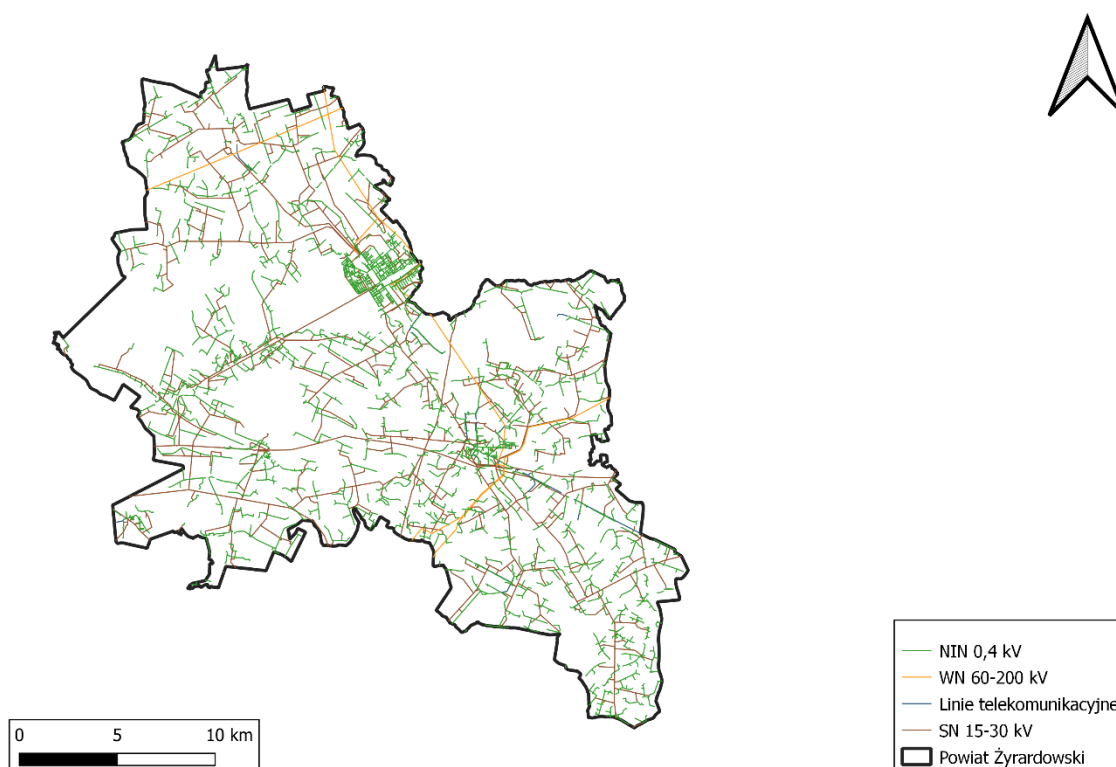 NIN 0,4 kV
WN 60-200 kV
Linie telekomunikacyjne
SN 15-30 kV
Powiat Żyrardowski
0 5 10 km